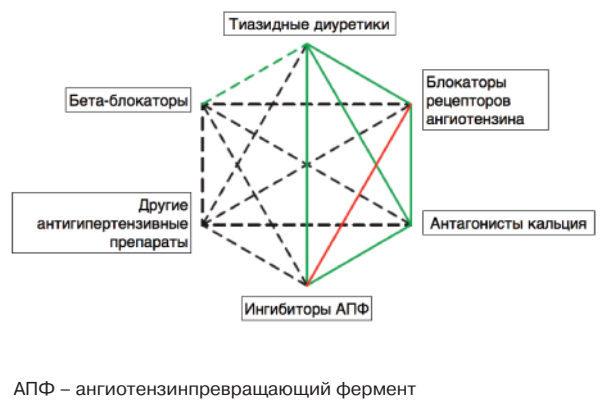 Тиазидные диуретики
Блокаторы
рецепторов
ангиотензина
Бета-блокаторы
Другие
антигипертензивные
препараты
Антагонисты кальция
Ингибиторы АПФ
АПФ – ангиотензинпревращающий фермент